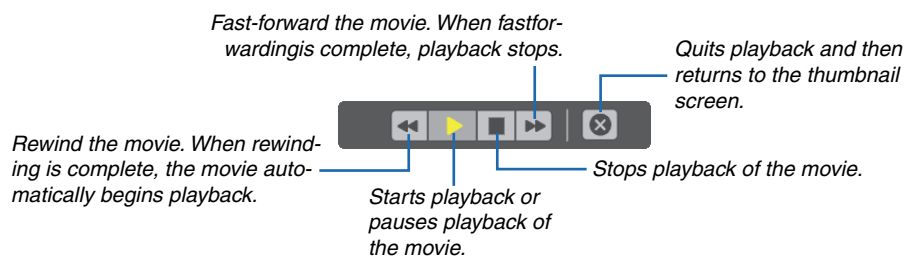 Fast-forward the movie. When fastfor-
wardingis complete, playback stops.
Quits playback and then
returns to the thumbnail
screen.
Rewind the movie. When rewind-
ing is complete, the movie auto-
matically begins playback.
Starts playback or
pauses playback of
the movie.
Stops playback of the movie.